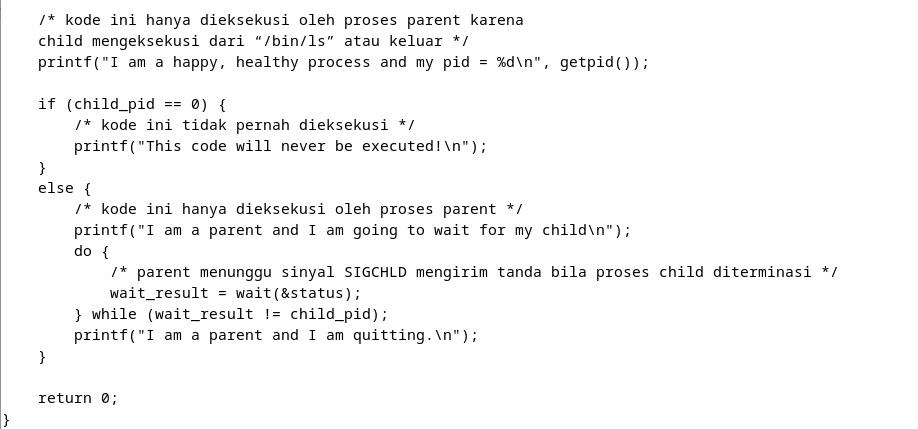 /* kode ini hanya dieksekusi oleh proses parent karena
child mengeksekusi dari “/bin/ls” atau keluar */
printf("I am a happy, healthy process and my pid = %d\n", getpid());
if (child_pid == 0) {
/* kode ini tidak pernah dieksekusi */
printf("This code will never be executed!\n");
}
else {
/* kode ini hanya dieksekusi oleh proses parent */
printf("I am a parent and I am going to wait for my child\n");
do {
/* parent menunggu sinyal SIGCHLD mengirim tanda bila proses child diterminasi */
wait_result = wait(&status);
} while (wait_result != child_pid);
printf("I am a parent and I am quitting.\n");
}
return 0;
}